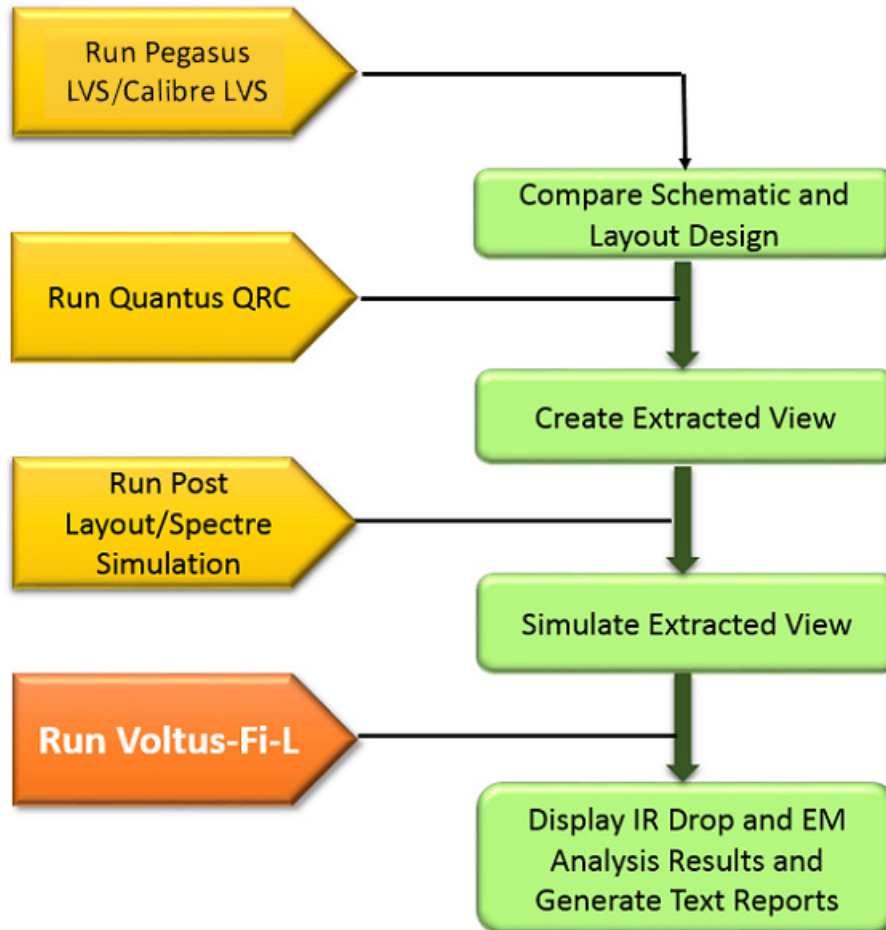 Run Pegasus
LVS/Calibre LVS
Compare Schematic and
Layout Design
Run Quantus QRC
Create Extracted View
Run Post
Layout/Spectre
Simulation
Simulate Extracted View
Run Voltus-Fi-L
Display IR Drop and EM
Analysis Results and
Generate Text Reports